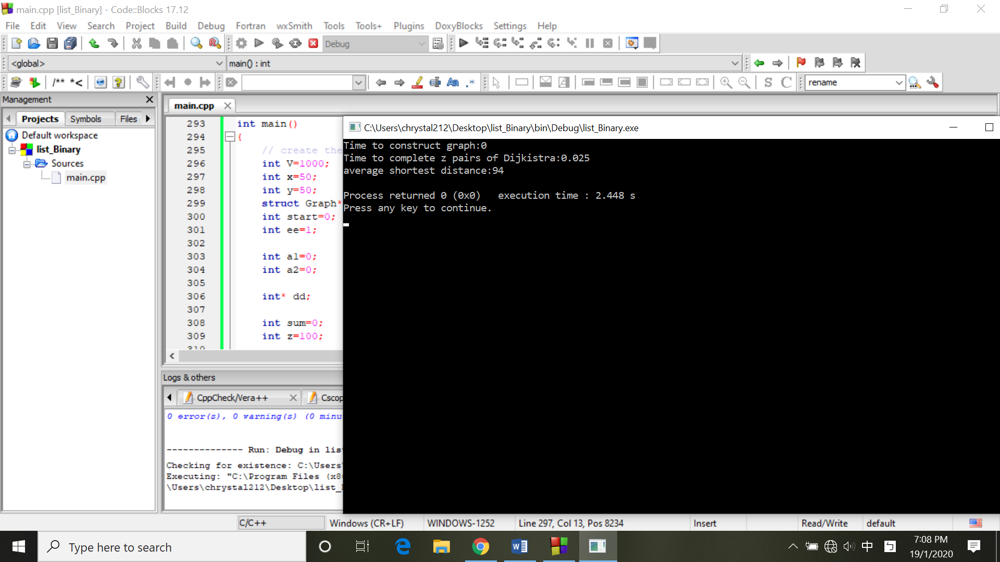 main.cpp [list_Binary] - Code::Blocks 17.12
File Edit View Search Project Build Debug Fortran wxSmith Tools Tools+ Plugins DoxyBlocks Settings Help
Debug
<global> main() : int
/** *< Aa .* S C rename
Management
Projects Symbols Files
Default workspace
list_Binary
Sources
main.cpp
main.cpp
293 int main()
294 {
295 // create the
296 int V=1000;
297 int x=50;
298 int y=50;
299 struct Graph*
300 int start=0;
301 int ee=1;
302
303 int a1=0;
304 int a2=0;
305
306 int* dd;
307
308 int sum=0;
309 int z=100;
310
C:\Users\chrystal212\Desktop\list_Binary\bin\Debug\list_Binary.exe
Time to construct graph:0
Time to complete z pairs of Dijkistra:0.025
average shortest distance:94
Process returned 0 (0x0) execution time : 2.448 s
Press any key to continue.
Logs & others
CppCheck/Vera++ Cscop
0 error(s), 0 warning(s) (0 minu
-------------- Run: Debug in lis
Checking for existence: C:\Users\
Executing: "C:\Program Files (x8
\Users\chrystal212\Desktop\list_
C/C++ Windows (CR+LF) WINDOWS-1252 Line 297, Col 13, Pos 8234 Insert Read/Write default
Type here to search
中 ㄅ
7:08 PM
19/1/2020